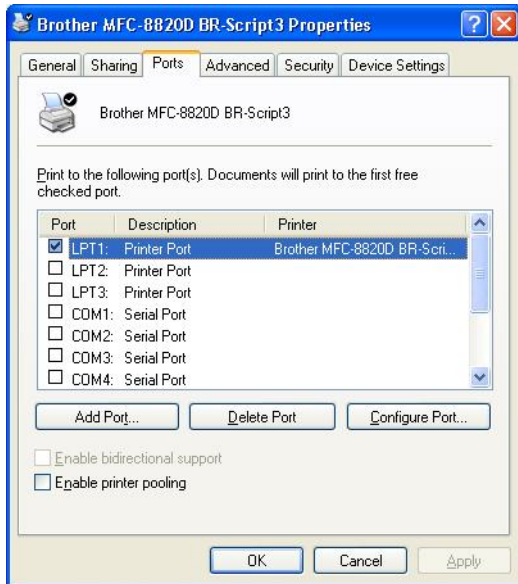 Brother MFC-8820D BR-Script3 Properties
General Sharing Ports Advanced Security Device Settings
Brother MFC-8820D BR-Script3
Print to the following port(s). Documents will print to the first free
checked port.
Port Description Printer
LPT1: Printer Port Brother MFC-8820D BR-Scri...
LPT2: Printer Port
LPT3: Printer Port
COM1: Serial Port
COM2: Serial Port
COM3: Serial Port
COM4: Serial Port
Add Port... Delete Port Configure Port...
Enable bidirectional support
Enable printer pooling
OK Cancel Apply